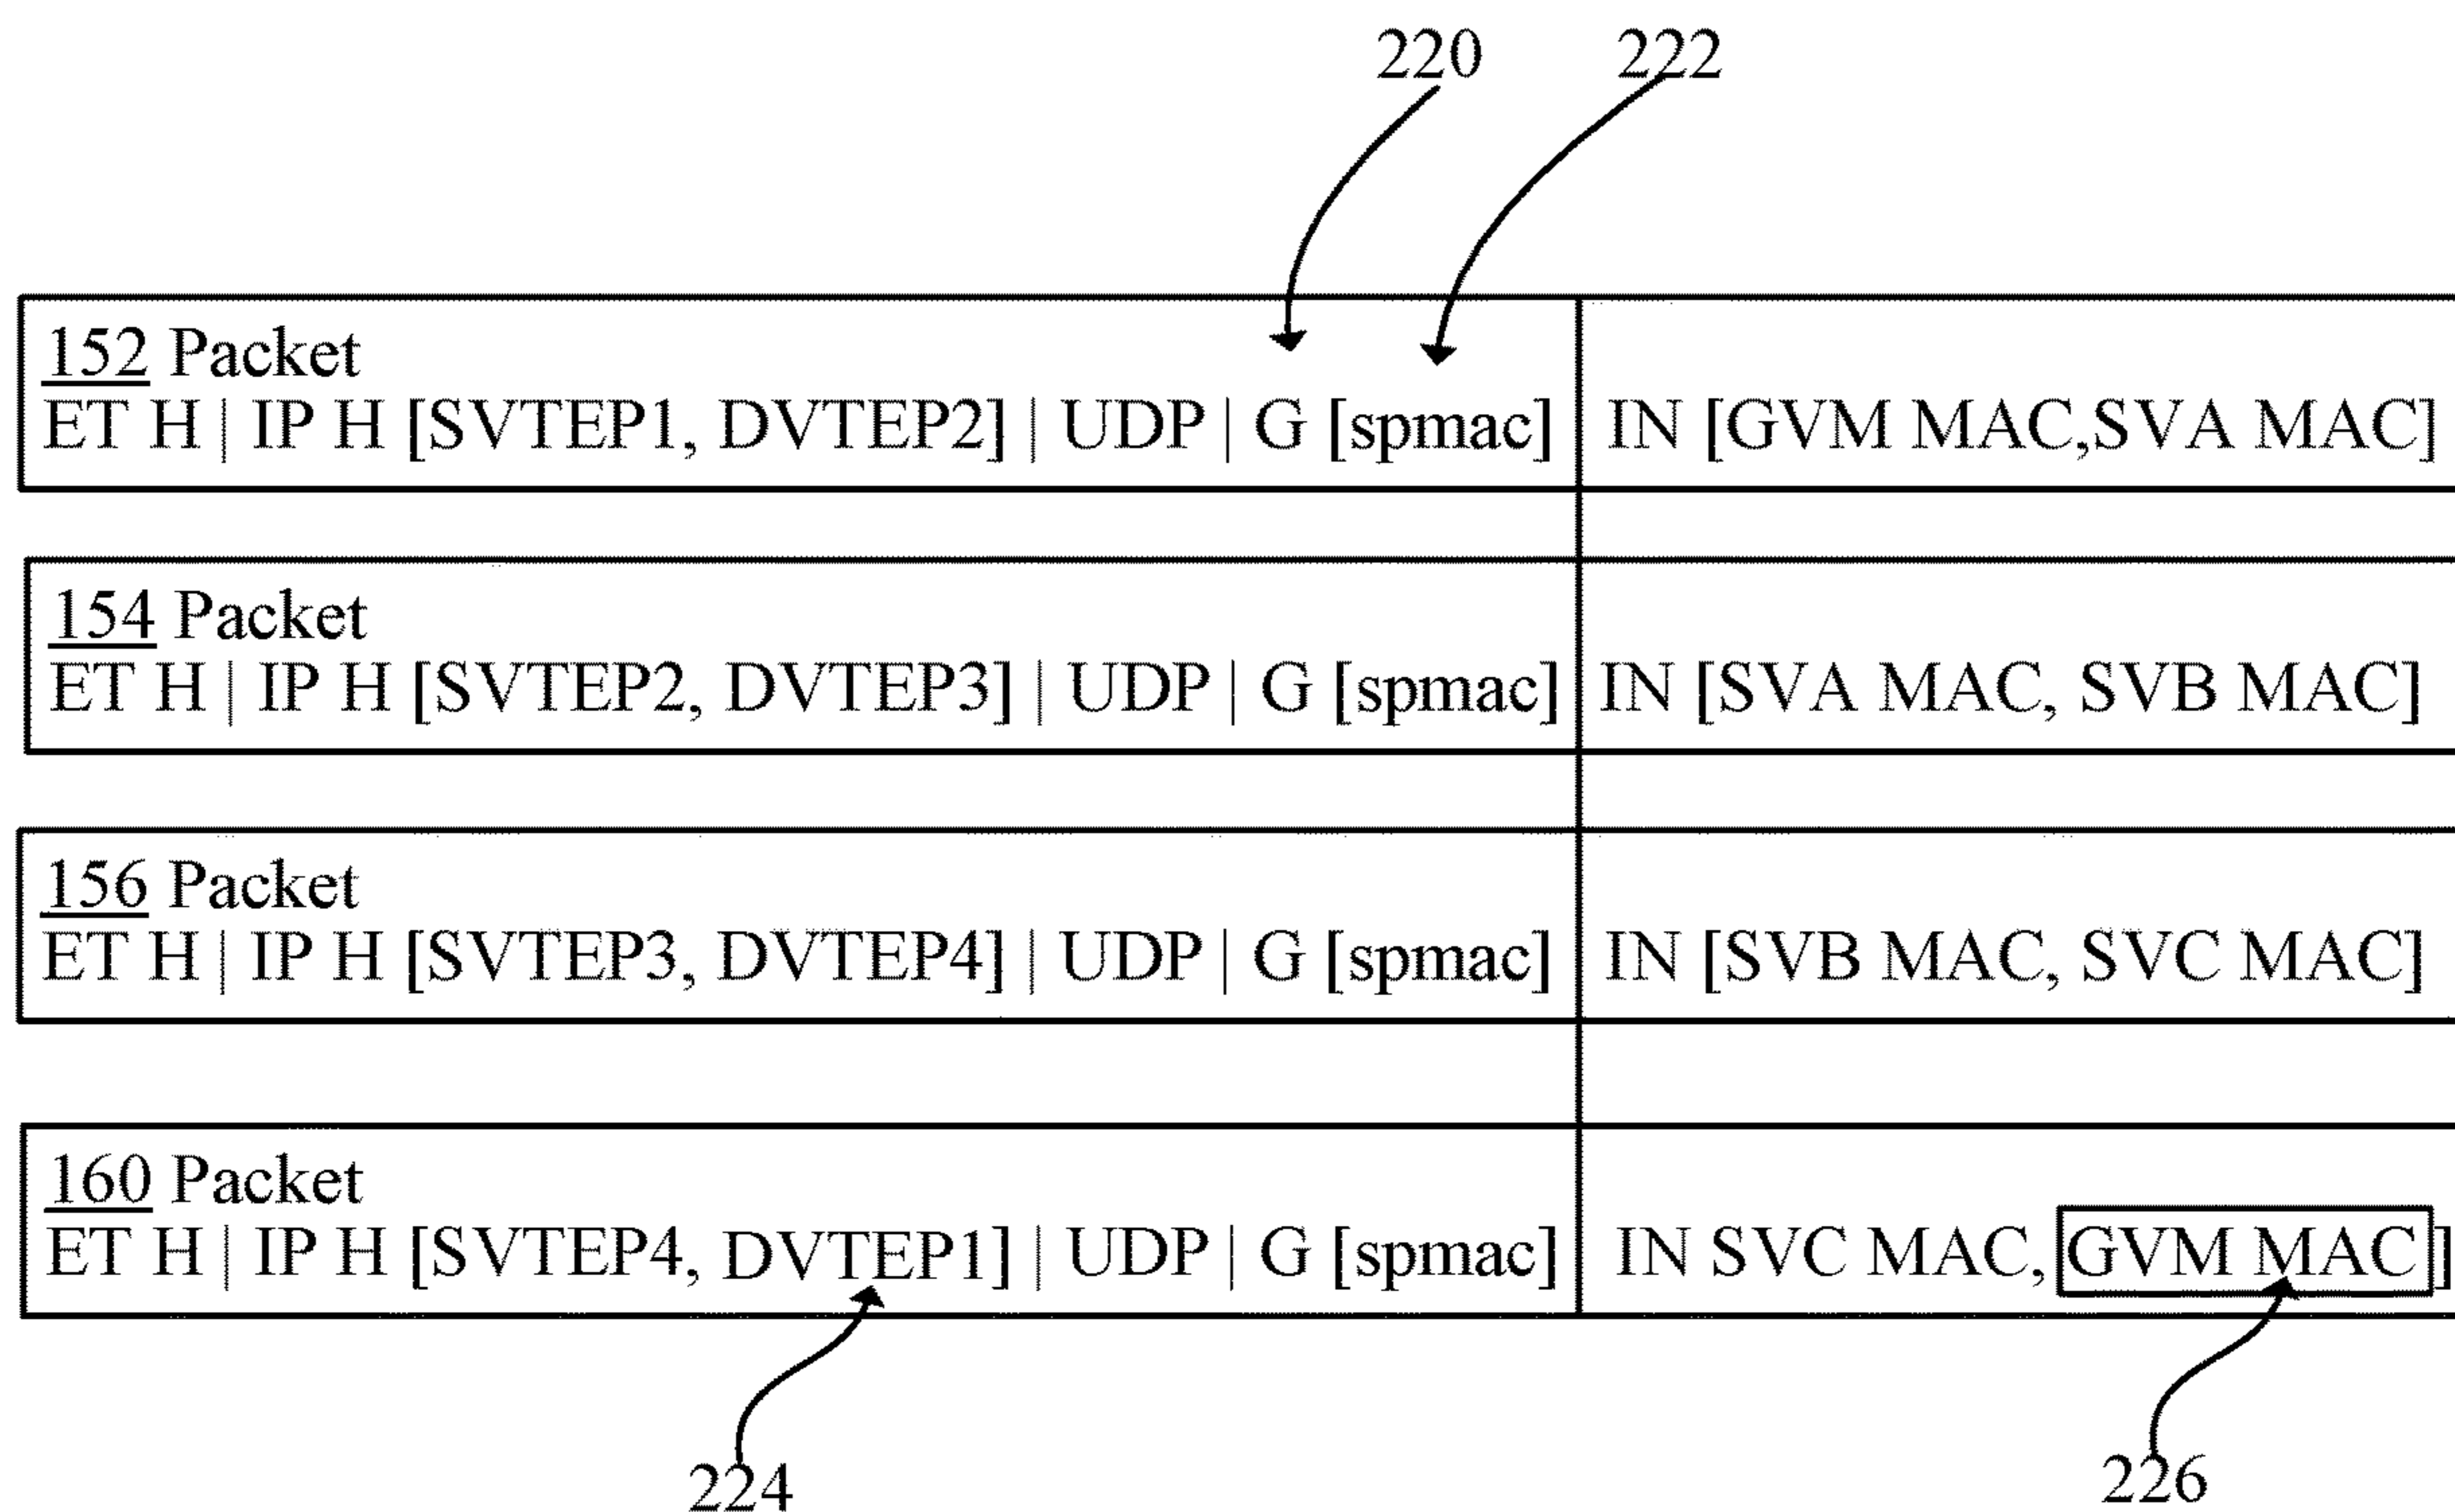 220 222
152 Packet
ET H | IP H [SVTEP1, DVTEP2] | UDP | G [spmac] IN [GVM MAC,SVA MAC]
154 Packet
ET H | IP H [SVTEP2, DVTEP3] | UDP | G [spmac] IN [SVA MAC, SVB MAC]
156 Packet
ET H | IP H [SVTEP3, DVTEP4] | UDP | G [spmac] IN [SVB MAC, SVC MAC]
160 Packet
ET H | IP H [SVTEP4, DVTEP1] | UDP | G [spmac] IN SVC MAC, GVM MAC]
224 226